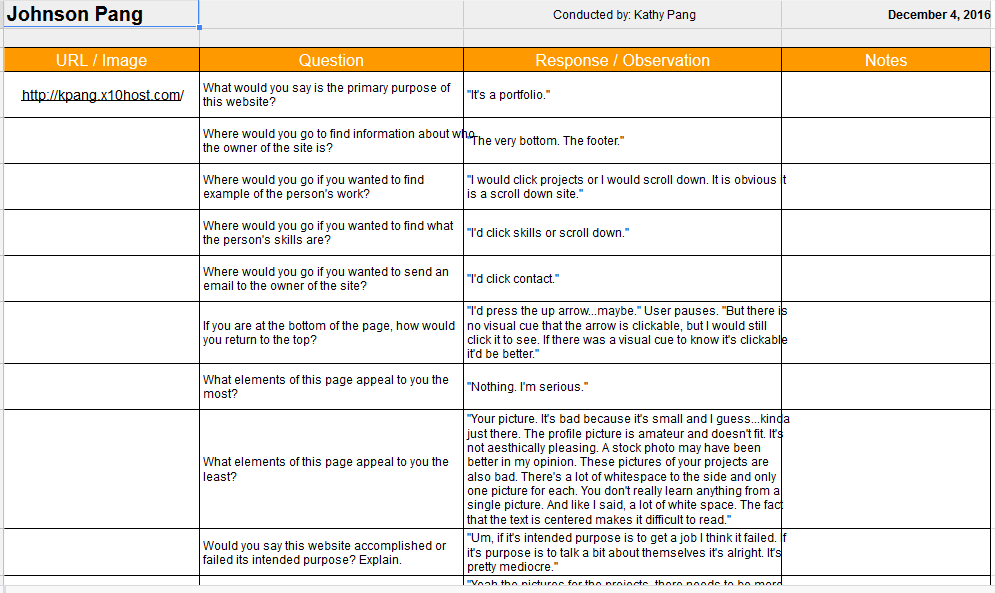 Johnson Pang
Conducted by: Kathy Pang
December 4, 2016
URL / Image
Question
Response / Observation
Notes
http://kpang.x10host.com/
What would you say is the primary purpose of
this website?
"It's a portfolio."
Where would you go to find information about who
the owner of the site is?
"The very bottom. The footer."
Where would you go if you wanted to find
example of the person's work?
"I would click projects or I would scroll down. It is obvious it
is a scroll down site."
Where would you go if you wanted to find what
the person's skills are?
"I'd click skills or scroll down."
Where would you go if you wanted to send an
email to the owner of the site?
"I'd click contact."
If you are at the bottom of the page, how would
you return to the top?
"I'd press the up arrow...maybe." User pauses. "But there is
no visual cue that the arrow is clickable, but I would still
click it to see. If there was a visual cue to know it's clickable
it'd be better."
What elements of this page appeal to you the
most?
"Nothing. I'm serious."
What elements of this page appeal to you the
least?
"Your picture. It's bad because it's small and I guess...kinda
just there. The profile picture is amateur and doesn't fit. It's
not aesthically pleasing. A stock photo may have been
better in my opinion. These pictures of your projects are
also bad. There's a lot of whitespace to the side and only
one picture for each. You don't really learn anything from a
single picture. And like I said, a lot of white space. The fact
that the text is centered makes it difficult to read."
Would you say this website accomplished or
failed its intended purpose? Explain.
"Um, if it's intended purpose is to get a job I think it failed. If
it's purpose is to talk a bit about themselves it's alright. It's
pretty mediocre."
"Yeah the pictures for the projects, there needs to be more